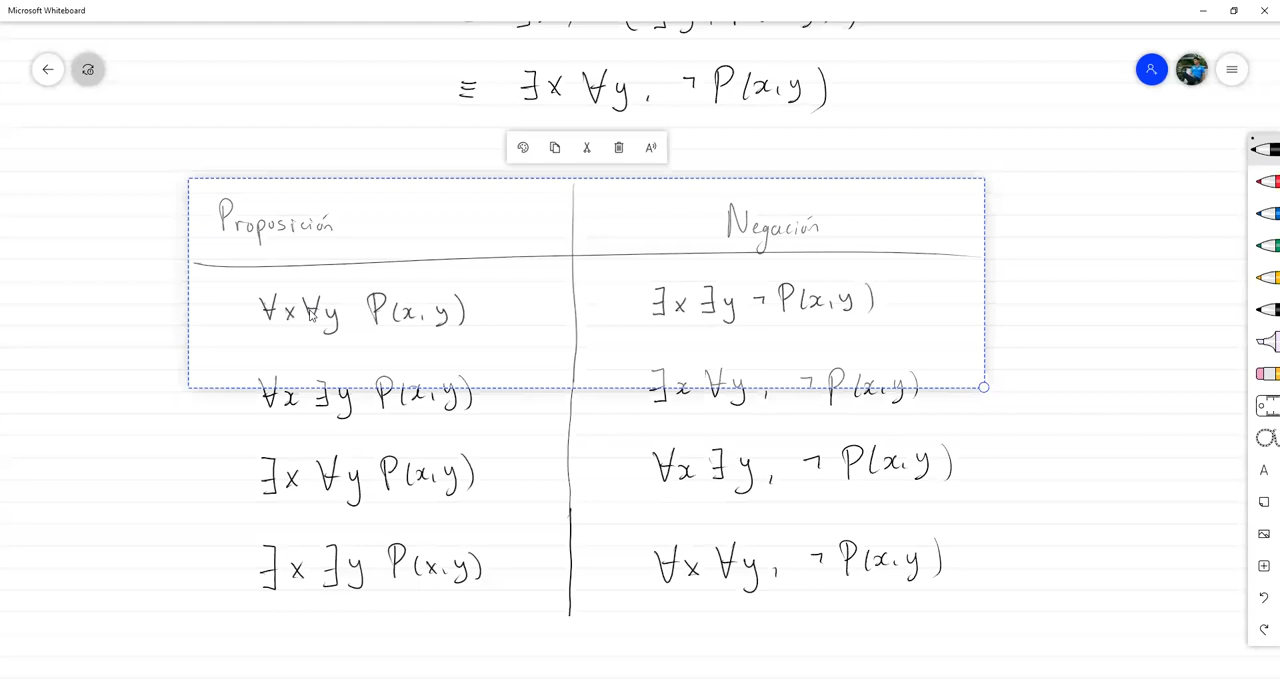 Microsoft Whiteboard
≡ ∃x ∀y, ¬ P(x,y)
Proposición Negación
∀x∀y P(x,y) ∃x ∃y ¬ P(x,y)
∀x ∃y P(x,y) ∃x ∀y, ¬ P(x,y)
∃x ∀y P(x,y) ∀x ∃y, ¬ P(x,y)
∃x ∃y P(x,y) ∀x ∀y, ¬ P(x,y)